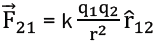 F⃗₂₁ = k q₁q₂/r² r̂₁₂